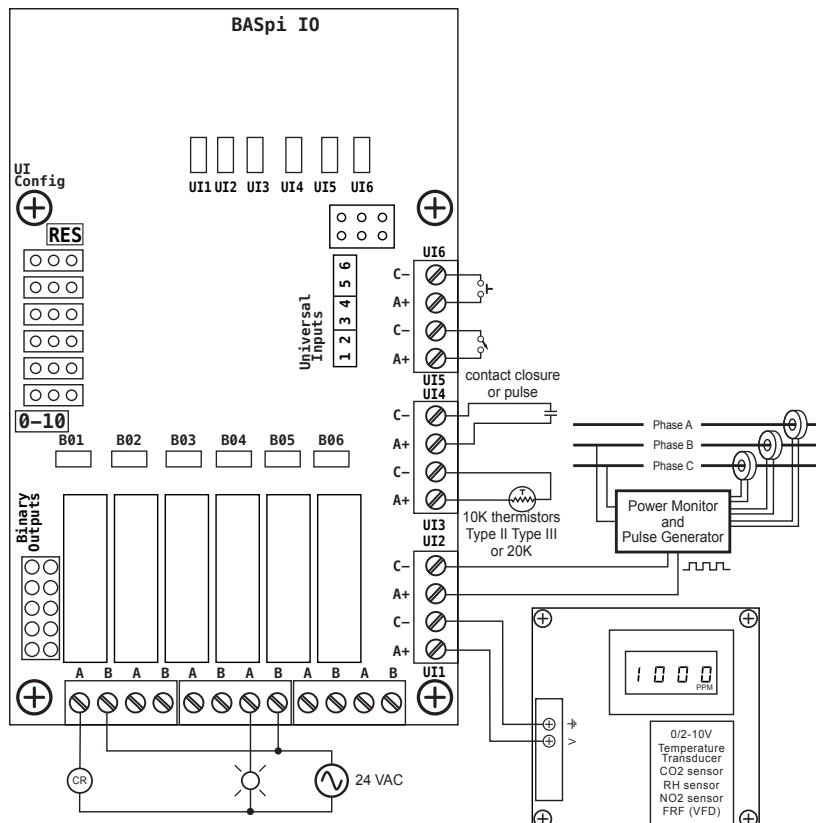 BASpi IO
UI
Config
UI1 UI2 UI3 UI4 UI5 UI6
RES
0–10
Universal
Inputs
1 2 3 4 5 6
UI6
C–
A+
C–
A+
UI5
UI4
C–
A+
C–
A+
UI3
UI2
C–
A+
C–
A+
UI1
contact closure
or pulse
T
10K thermistors
Type II Type III
or 20K
Phase A
Phase B
Phase C
Power Monitor
and
Pulse Generator
B01 B02 B03 B04 B05 B06
Binary
Outputs
A B A B A B A B A B A B
CR
24 VAC
1000
PPM
V
0/2-10V
Temperature
Transducer
CO2 sensor
RH sensor
NO2 sensor
FRF (VFD)